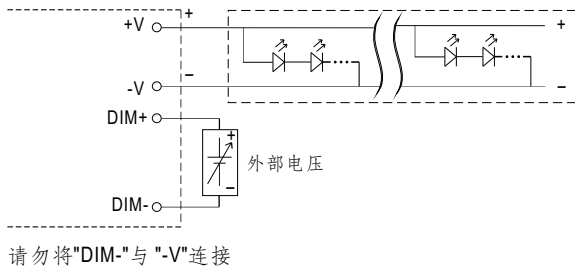 +V
+
+
-V
−
−
DIM+
+
外部电压
−
DIM-
请勿将"DIM-"与 "-V"连接